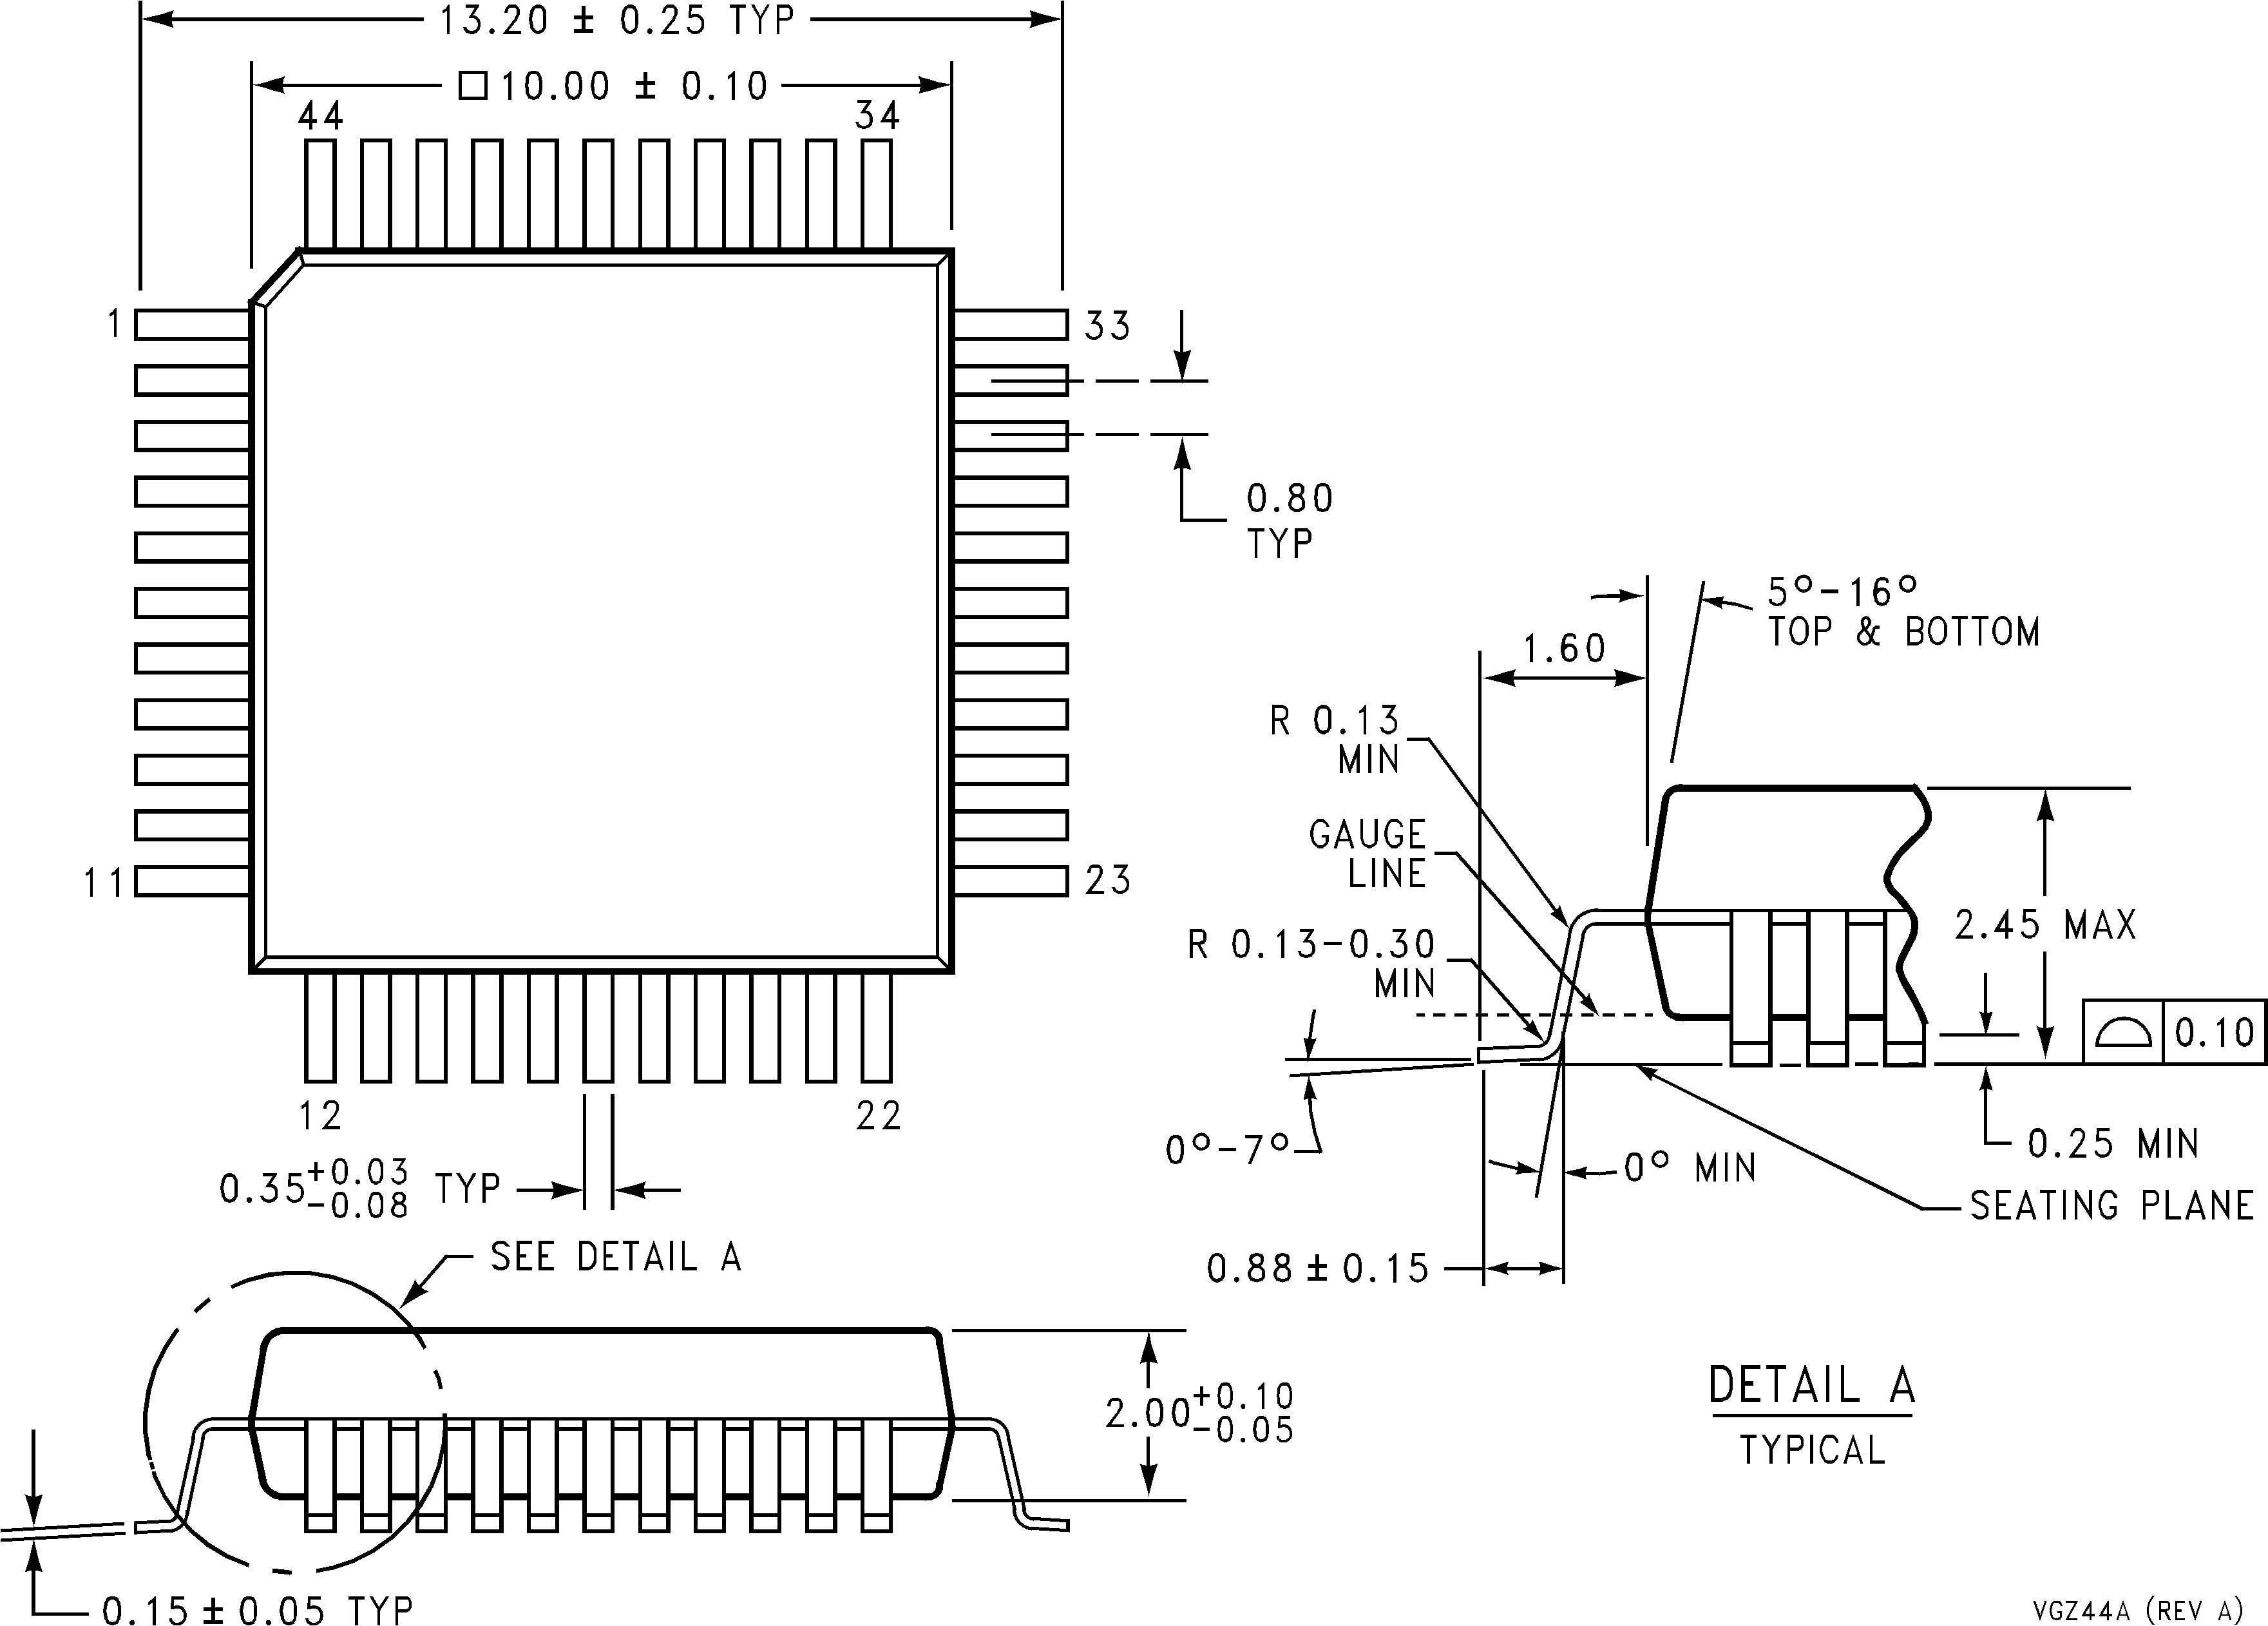 13.20 ± 0.25 TYP
□ 10.00 ± 0.10
44
34
1
33
0.80
TYP
11
23
12
22
0.35 +0.03 -0.08 TYP
SEE DETAIL A
2.00 +0.10 -0.05
0.15 ± 0.05 TYP
5°-16°
TOP & BOTTOM
1.60
R 0.13
MIN
GAUGE
LINE
R 0.13-0.30
MIN
2.45 MAX
0.10
0°-7°
0° MIN
0.25 MIN
SEATING PLANE
0.88 ± 0.15
DETAIL A
TYPICAL
VGZ44A (REV A)